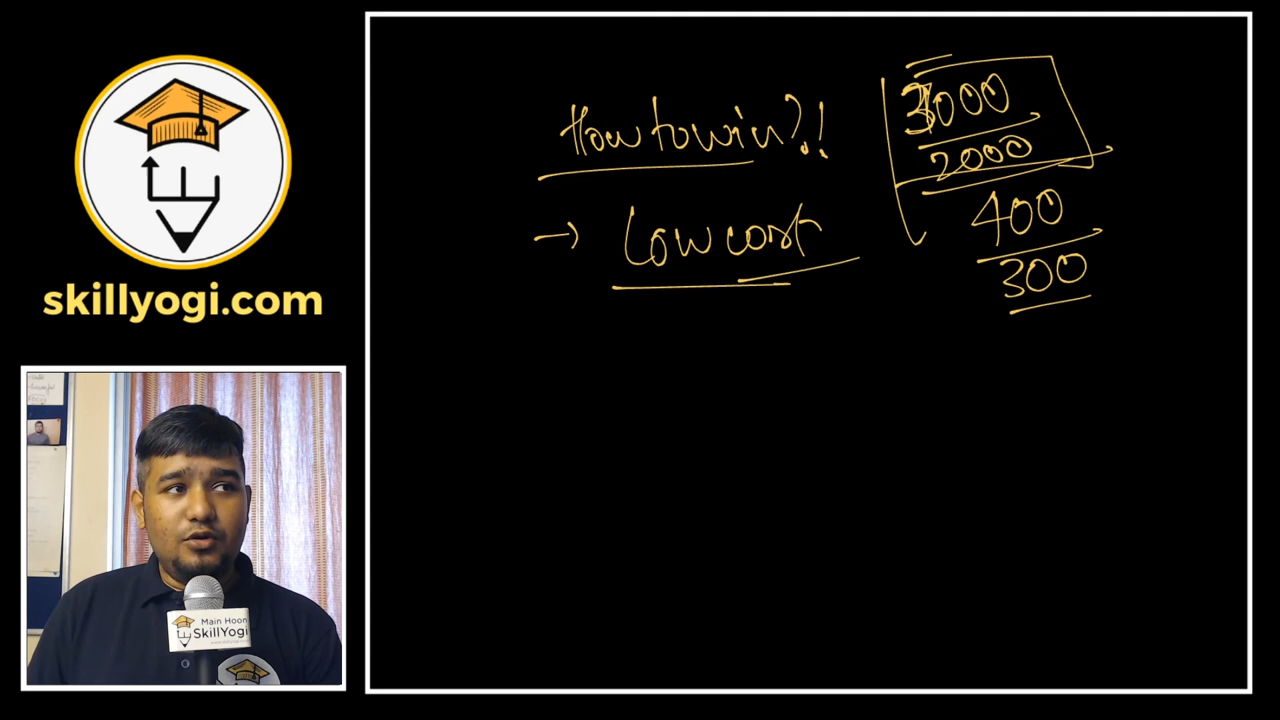 skillyogi.com
Main Hoon
SkillYogi
How to win?!
→ Low cost
3000
2000
400
300